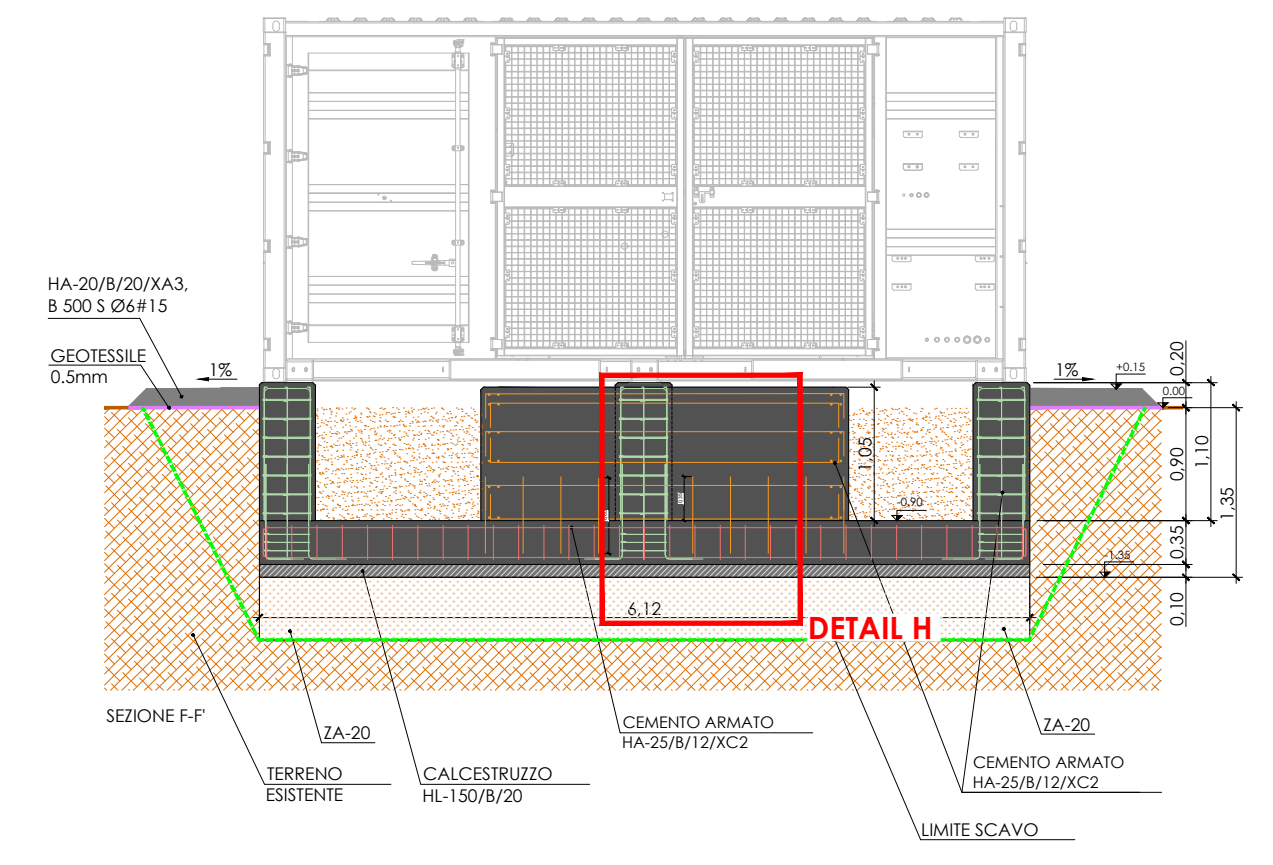 HA-20/B/20/XA3,
B 500 S Ø6#15
GEOTESSILE
0.5mm
1%
1%
+0.15
0.00
0,20
1,05
0,90
1,10
1,35
-0.90
0,35
-1.35
0,10
6,12
DETAIL H
SEZIONE F-F'
ZA-20
TERRENO
ESISTENTE
CALCESTRUZZO
HL-150/B/20
CEMENTO ARMATO
HA-25/B/12/XC2
ZA-20
CEMENTO ARMATO
HA-25/B/12/XC2
LIMITE SCAVO